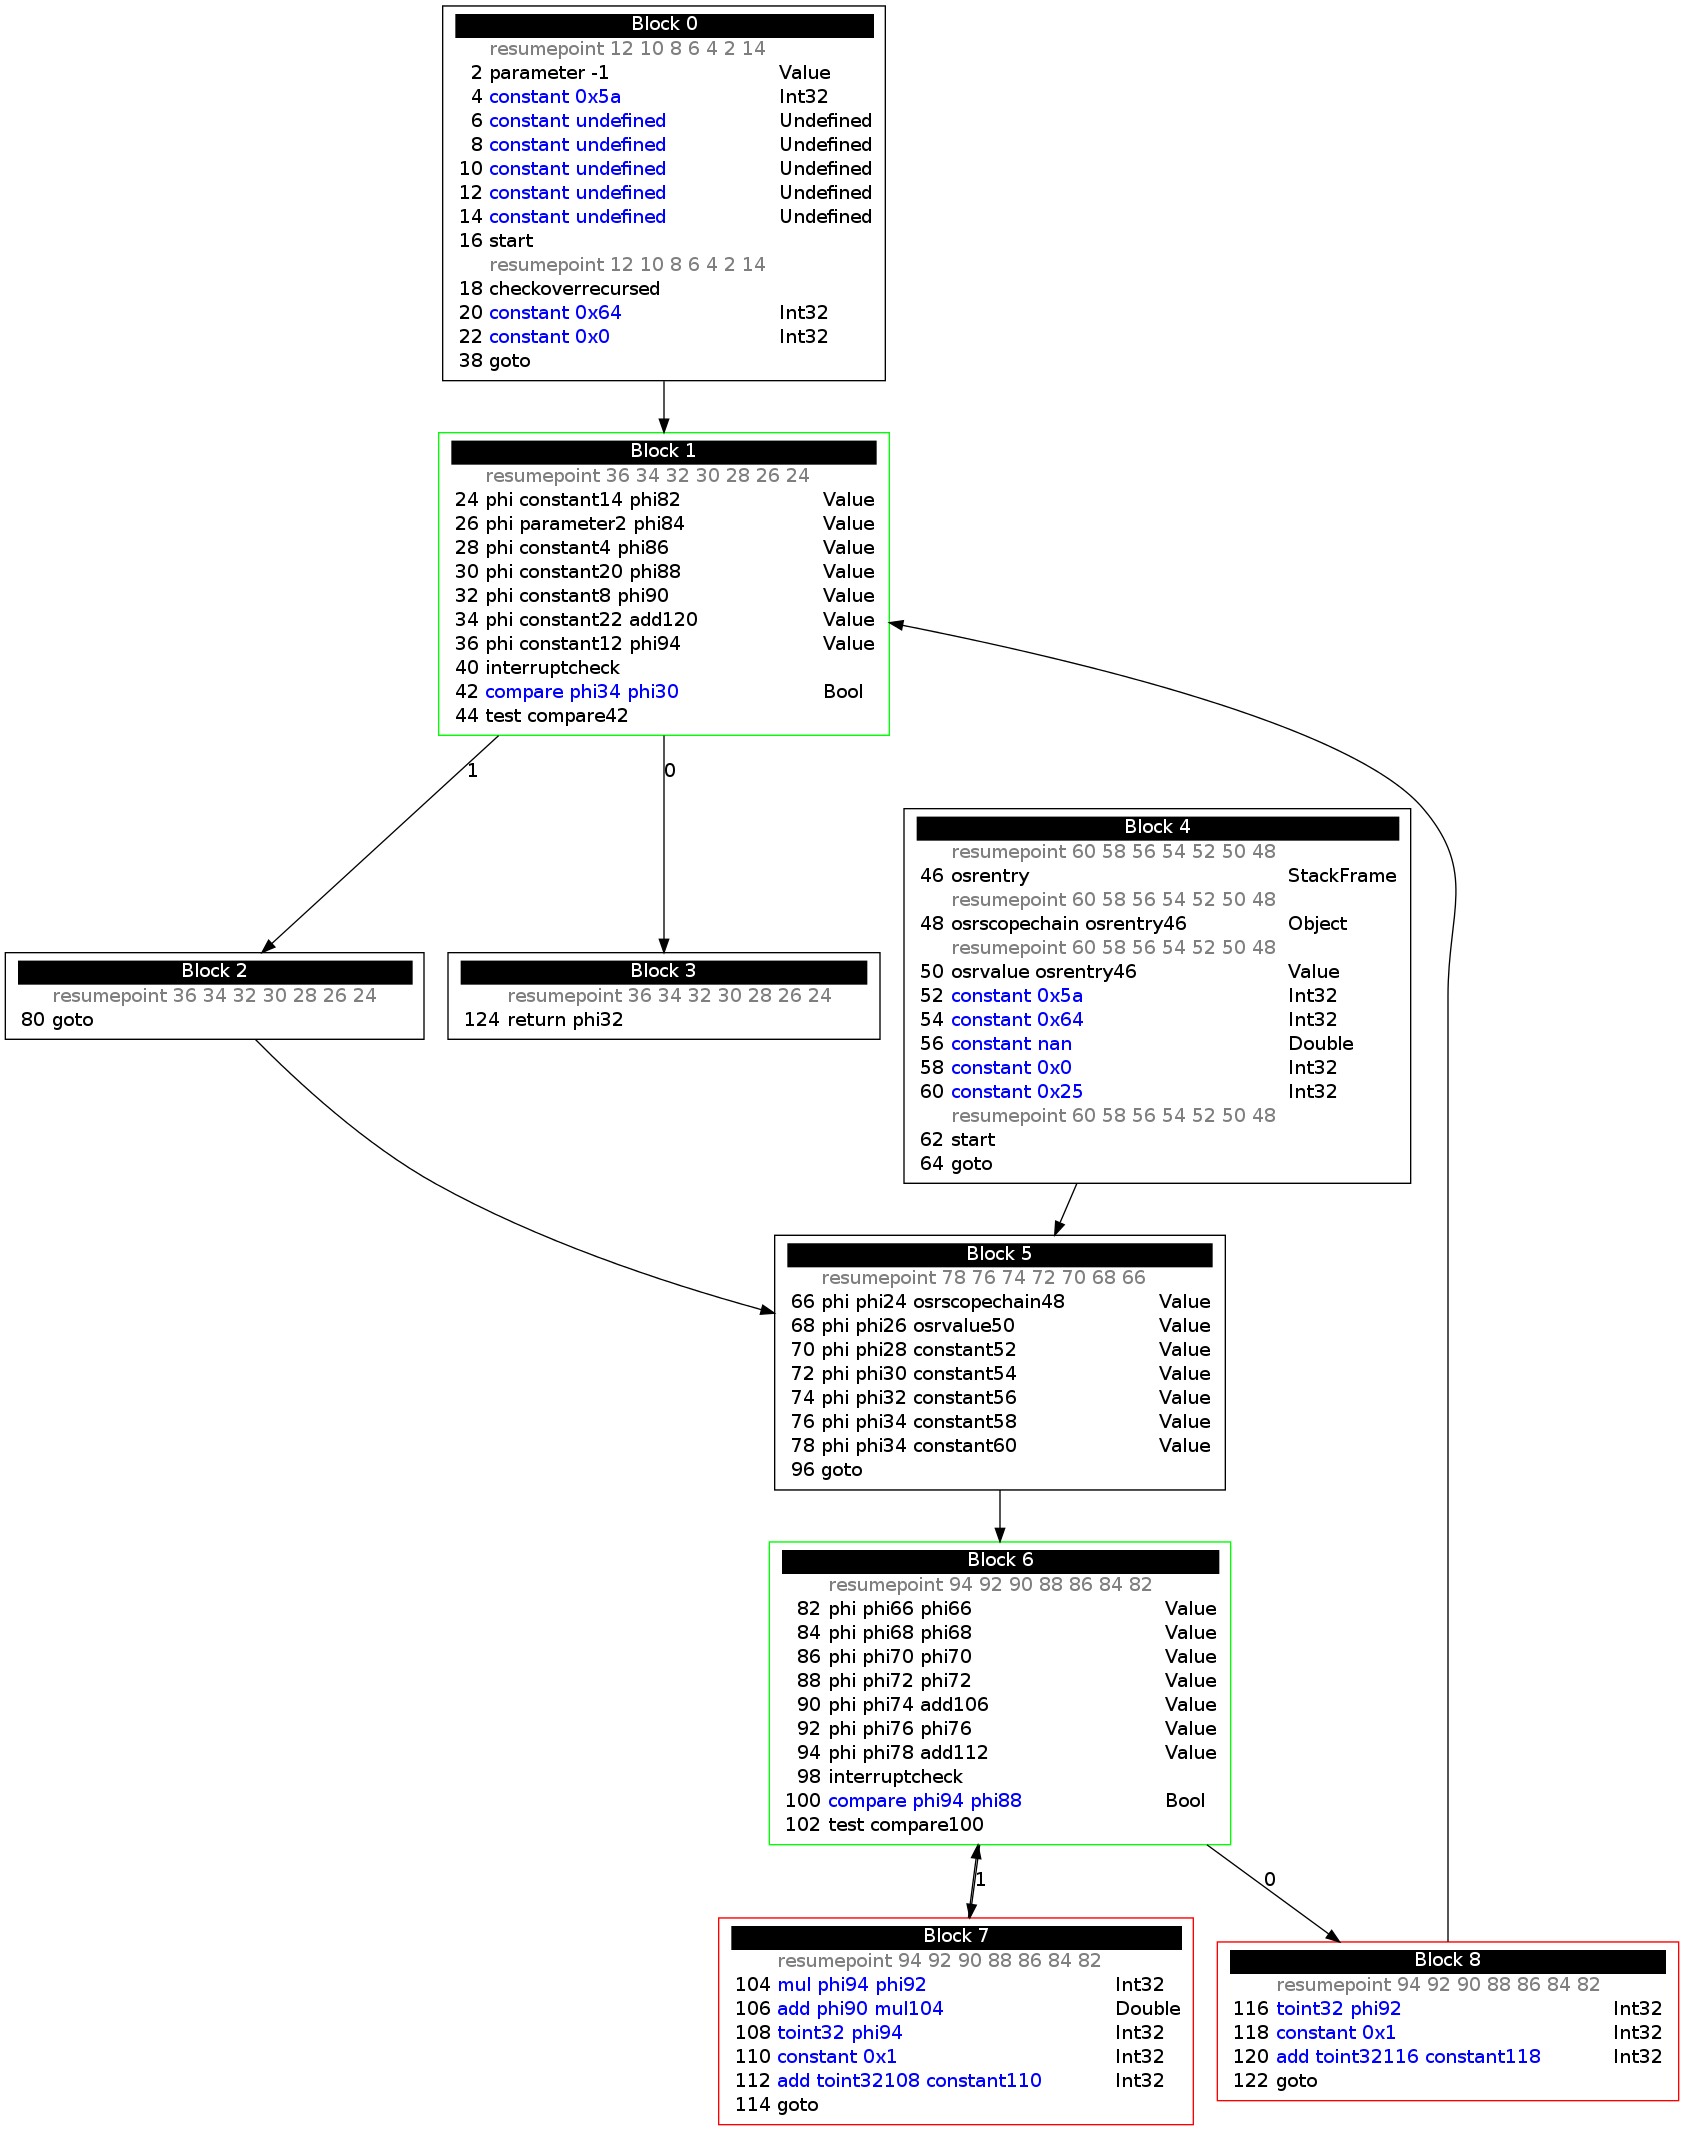 Block 0
resumepoint 12 10 8 6 4 2 14
2 parameter -1 Value
4 constant 0x5a Int32
6 constant undefined Undefined
8 constant undefined Undefined
10 constant undefined Undefined
12 constant undefined Undefined
14 constant undefined Undefined
16 start
resumepoint 12 10 8 6 4 2 14
18 checkoverrecursed
20 constant 0x64 Int32
22 constant 0x0 Int32
38 goto
Block 1
resumepoint 36 34 32 30 28 26 24
24 phi constant14 phi82 Value
26 phi parameter2 phi84 Value
28 phi constant4 phi86 Value
30 phi constant20 phi88 Value
32 phi constant8 phi90 Value
34 phi constant22 add120 Value
36 phi constant12 phi94 Value
40 interruptcheck
42 compare phi34 phi30 Bool
44 test compare42
1
0
Block 2
resumepoint 36 34 32 30 28 26 24
80 goto
Block 3
resumepoint 36 34 32 30 28 26 24
124 return phi32
Block 4
resumepoint 60 58 56 54 52 50 48
46 osrentry StackFrame
resumepoint 60 58 56 54 52 50 48
48 osrscopechain osrentry46 Object
resumepoint 60 58 56 54 52 50 48
50 osrvalue osrentry46 Value
52 constant 0x5a Int32
54 constant 0x64 Int32
56 constant nan Double
58 constant 0x0 Int32
60 constant 0x25 Int32
resumepoint 60 58 56 54 52 50 48
62 start
64 goto
Block 5
resumepoint 78 76 74 72 70 68 66
66 phi phi24 osrscopechain48 Value
68 phi phi26 osrvalue50 Value
70 phi phi28 constant52 Value
72 phi phi30 constant54 Value
74 phi phi32 constant56 Value
76 phi phi34 constant58 Value
78 phi phi34 constant60 Value
96 goto
Block 6
resumepoint 94 92 90 88 86 84 82
82 phi phi66 phi66 Value
84 phi phi68 phi68 Value
86 phi phi70 phi70 Value
88 phi phi72 phi72 Value
90 phi phi74 add106 Value
92 phi phi76 phi76 Value
94 phi phi78 add112 Value
98 interruptcheck
100 compare phi94 phi88 Bool
102 test compare100
1
0
Block 7
resumepoint 94 92 90 88 86 84 82
104 mul phi94 phi92 Int32
106 add phi90 mul104 Double
108 toint32 phi94 Int32
110 constant 0x1 Int32
112 add toint32108 constant110 Int32
114 goto
Block 8
resumepoint 94 92 90 88 86 84 82
116 toint32 phi92 Int32
118 constant 0x1 Int32
120 add toint32116 constant118 Int32
122 goto